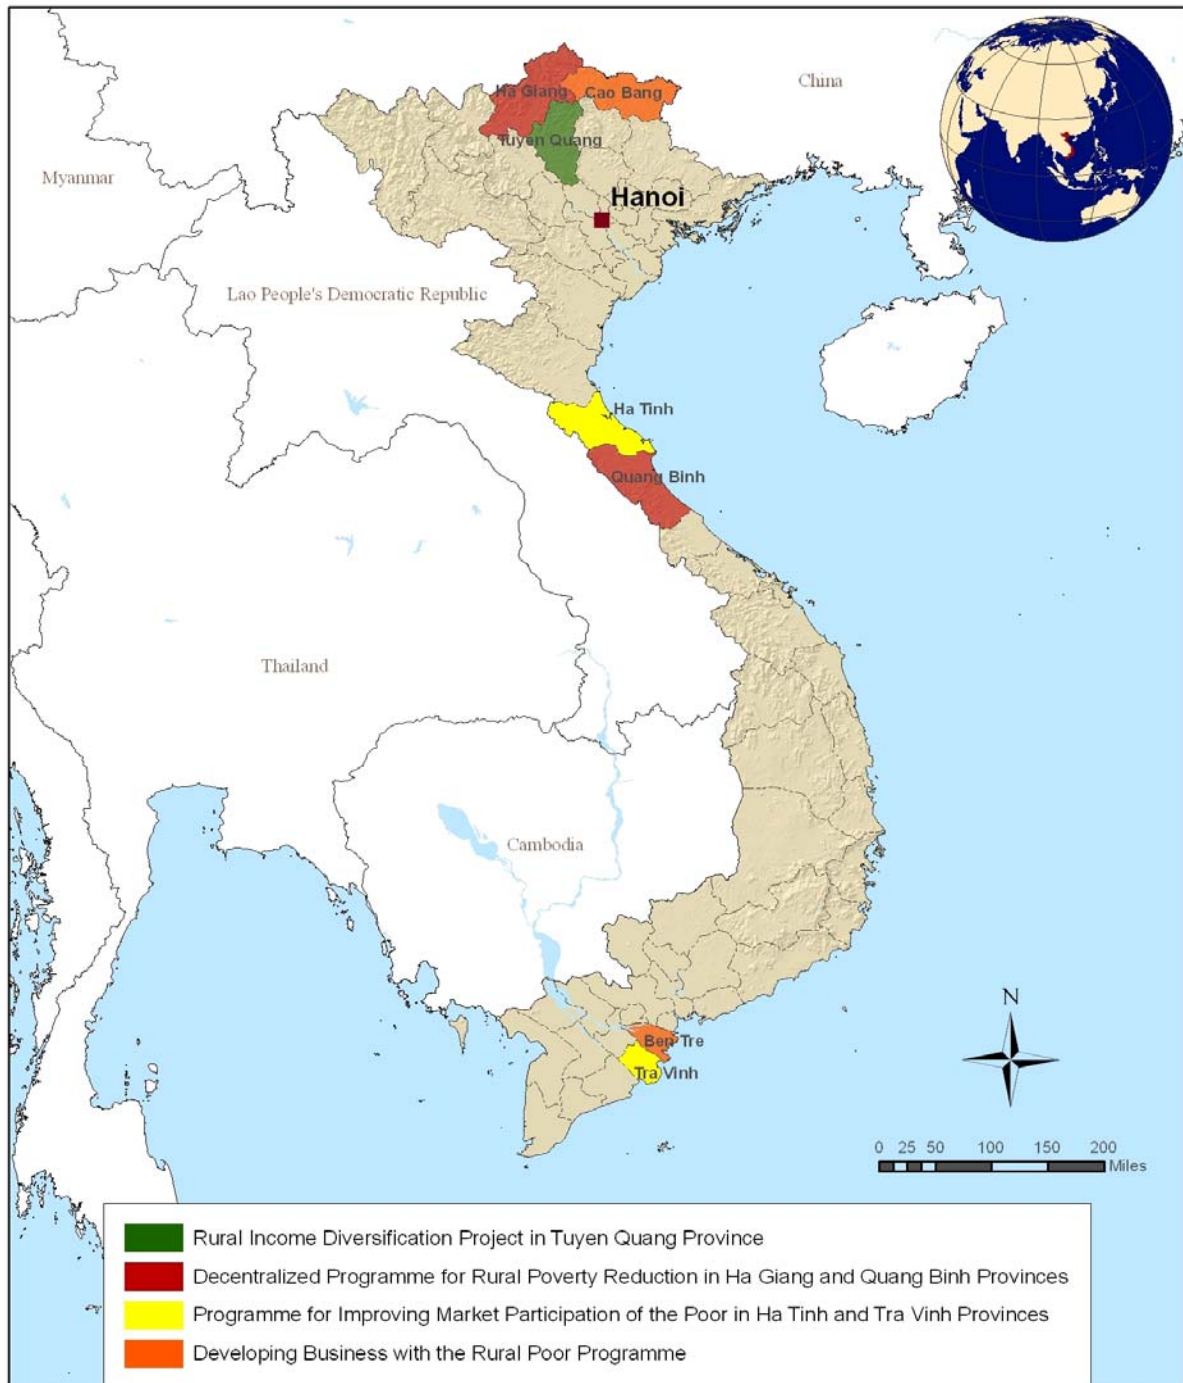 China
Ha Giang
Cao Bang
Tuyen Quang
Myanmar
Hanoi
Lao People's Democratic Republic
Ha Tinh
Quang Binh
Thailand
Cambodia
N
Ben Tre
Tra Vinh
0 25 50 100 150 200
Miles
Rural Income Diversification Project in Tuyen Quang Province
Decentralized Programme for Rural Poverty Reduction in Ha Giang and Quang Binh Provinces
Programme for Improving Market Participation of the Poor in Ha Tinh and Tra Vinh Provinces
Developing Business with the Rural Poor Programme